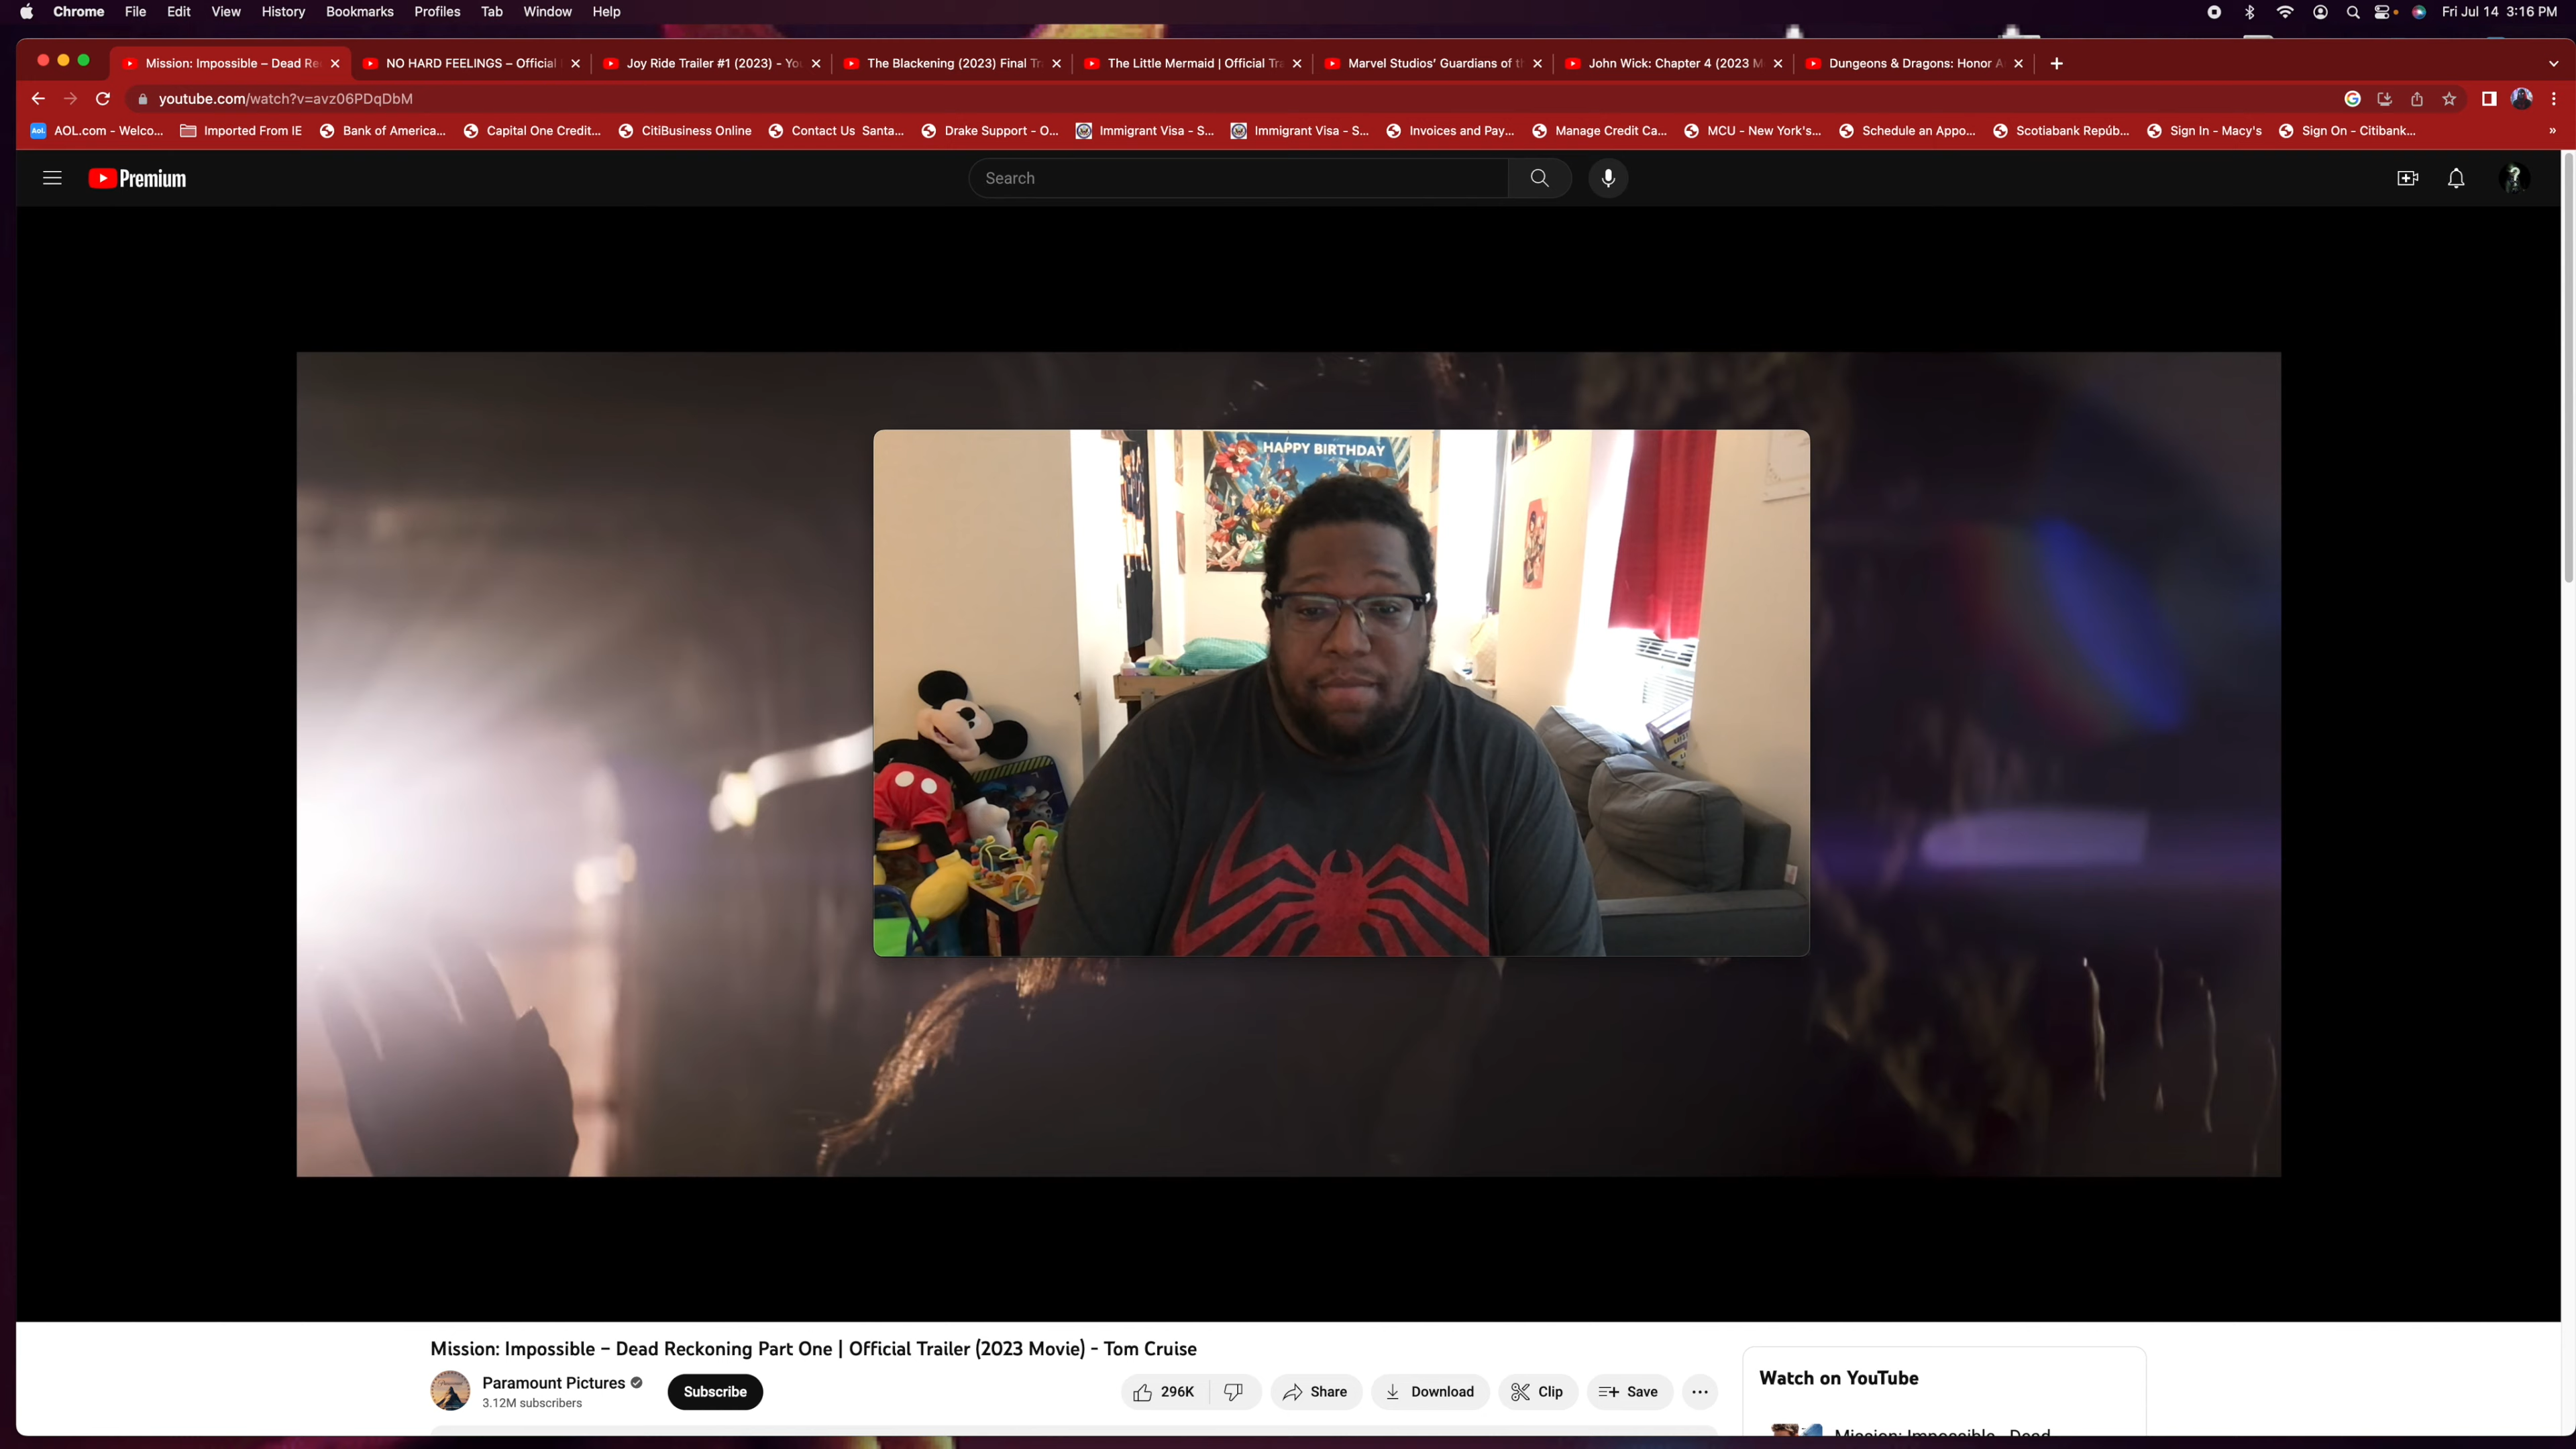 Chrome File Edit View History Bookmarks Profiles Tab Window Help Fri Jul 14 3:16 PM
Mission: Impossible – Dead Re NO HARD FEELINGS – Official Joy Ride Trailer #1 (2023) - Yo The Blackening (2023) Final Tr The Little Mermaid | Official Tra Marvel Studios' Guardians of t John Wick: Chapter 4 (2023 M Dungeons & Dragons: Honor A
youtube.com/watch?v=avz06PDqDbM
Aol. AOL.com - Welco... Imported From IE Bank of America... Capital One Credit... CitiBusiness Online Contact Us Santa... Drake Support - O... Immigrant Visa - S... Immigrant Visa - S... Invoices and Pay... Manage Credit Ca... MCU - New York's... Schedule an Appo... Scotiabank Repúb... Sign In - Macy's Sign On - Citibank... »
Premium Search
HAPPY BIRTHDAY
Mission: Impossible – Dead Reckoning Part One | Official Trailer (2023 Movie) - Tom Cruise
Paramount Pictures
3.12M subscribers
Subscribe
296K Share Download Clip Save
Watch on YouTube
Mission: Impossible - Dead